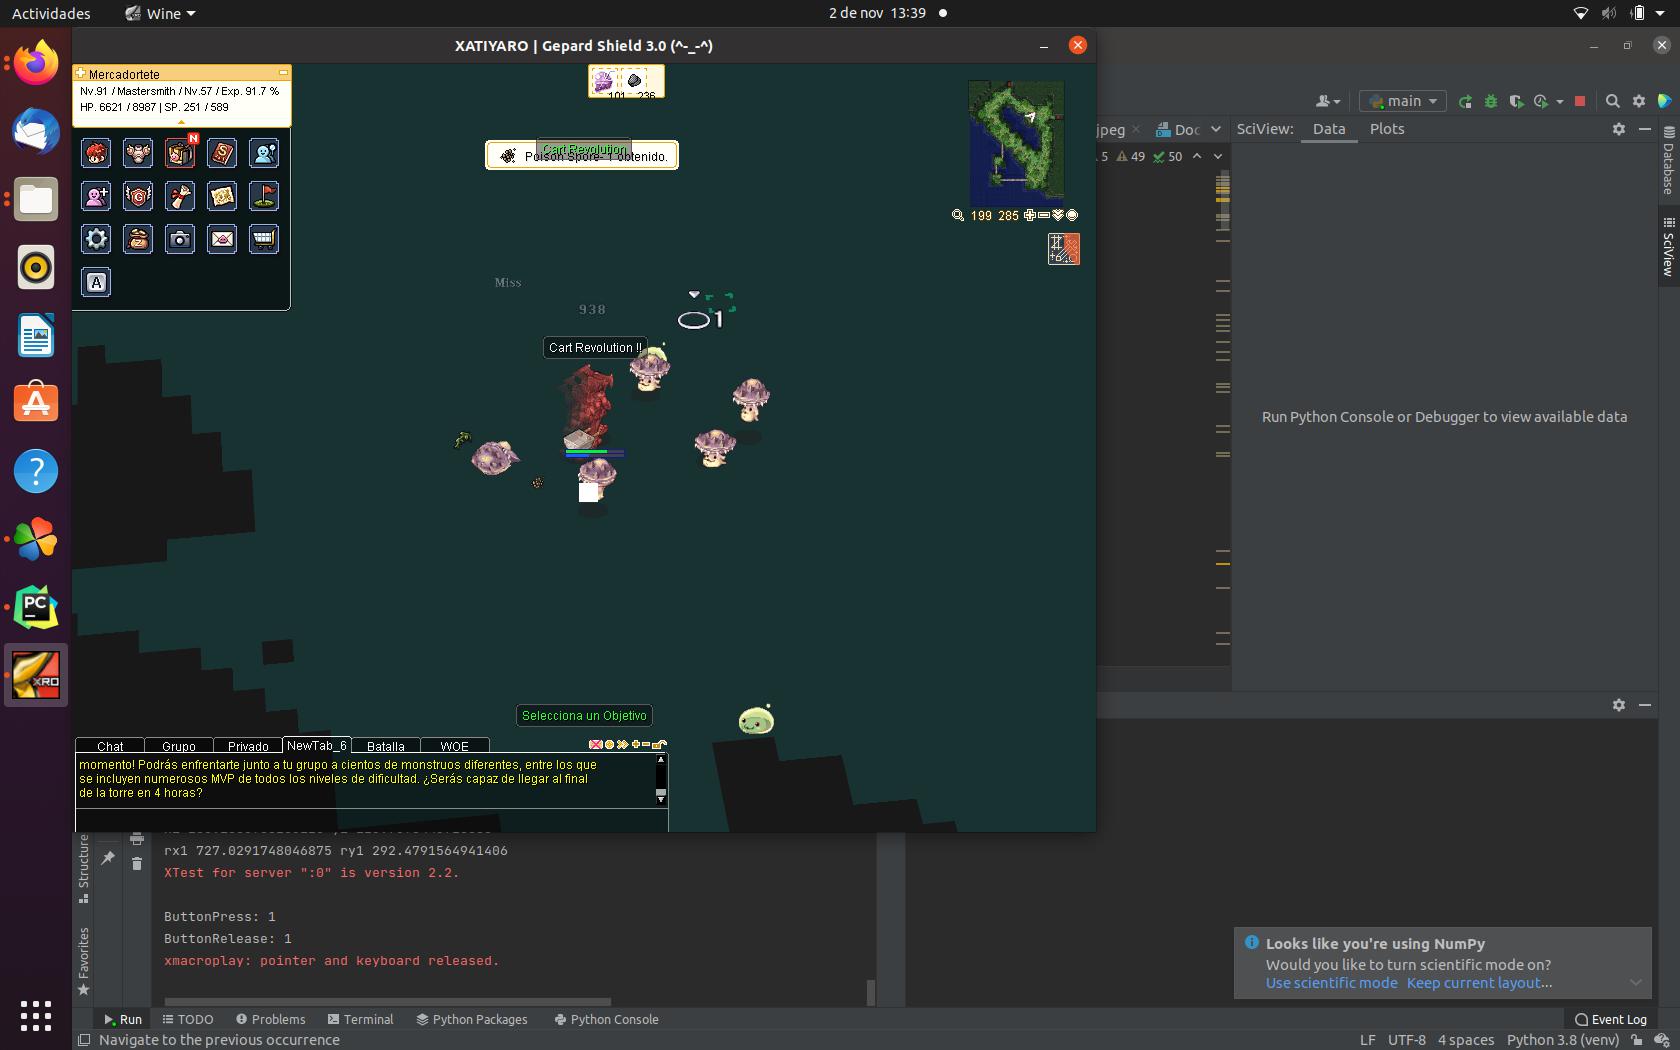 Actividades
Wine
2 de nov 13:39
XATIYARO | Gepard Shield 3.0 (^-_-^)
Mercadortete
Nv.91 / Mastersmith / Nv.57 / Exp. 91.7 %
HP. 6621 / 8987 | SP. 251 / 589
N
A
101 236
Cart Revolution
Poison Spore- 1 obtenido.
199 285
Miss
938
1
Cart Revolution !!
Selecciona un Objetivo
Chat Grupo Privado NewTab_6 Batalla WOE
momento! Podrás enfrentarte junto a tu grupo a cientos de monstruos diferentes, entre los que
se incluyen numerosos MVP de todos los niveles de dificultad. ¿Serás capaz de llegar al final
de la torre en 4 horas?
main
jpeg Doc SciView: Data Plots
5 49 50
Database
SciView
Run Python Console or Debugger to view available data
PC
XRO
rx1 727.0291748046875 ry1 292.4791564941406
XTest for server ":0" is version 2.2.
ButtonPress: 1
ButtonRelease: 1
xmacroplay: pointer and keyboard released.
Structure
Favorites
Looks like you're using NumPy
Would you like to turn scientific mode on?
Use scientific mode Keep current layout...
Run TODO Problems Terminal Python Packages Python Console Event Log
Navigate to the previous occurrence LF UTF-8 4 spaces Python 3.8 (venv)